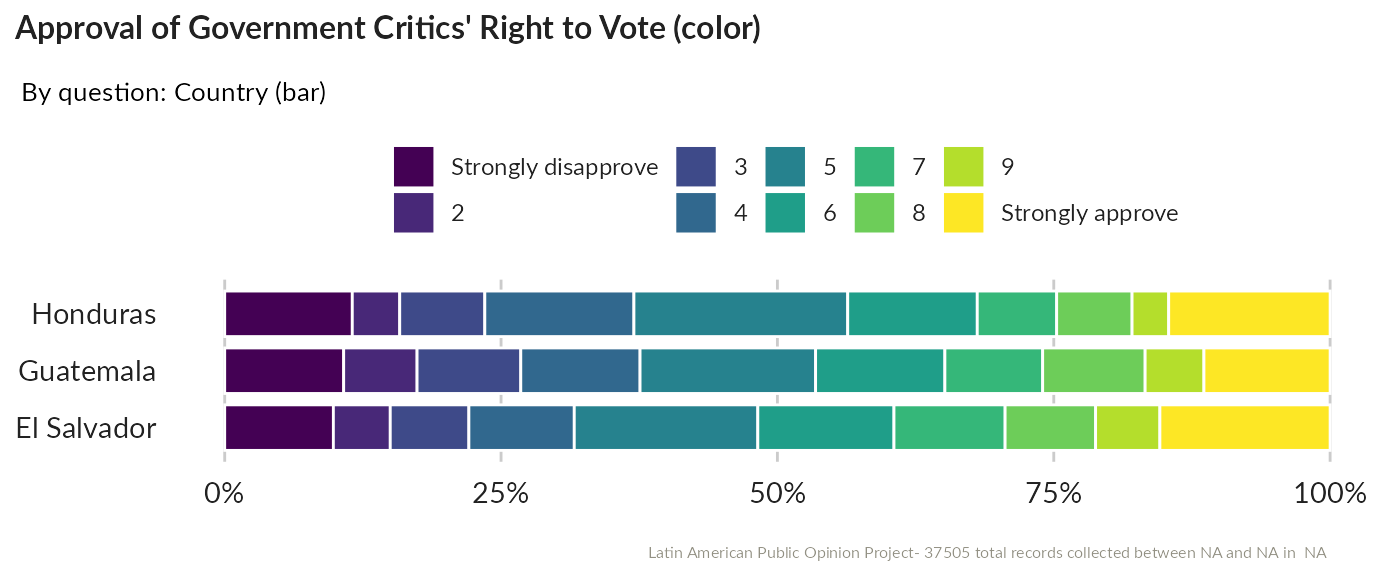 Approval of Government Critics' Right to Vote (color)
By question: Country (bar)
Strongly disapprove 3 5 7 9
2 4 6 8 Strongly approve
Honduras
Guatemala
El Salvador
0% 25% 50% 75% 100%
Latin American Public Opinion Project- 37505 total records collected between NA and NA in  NA